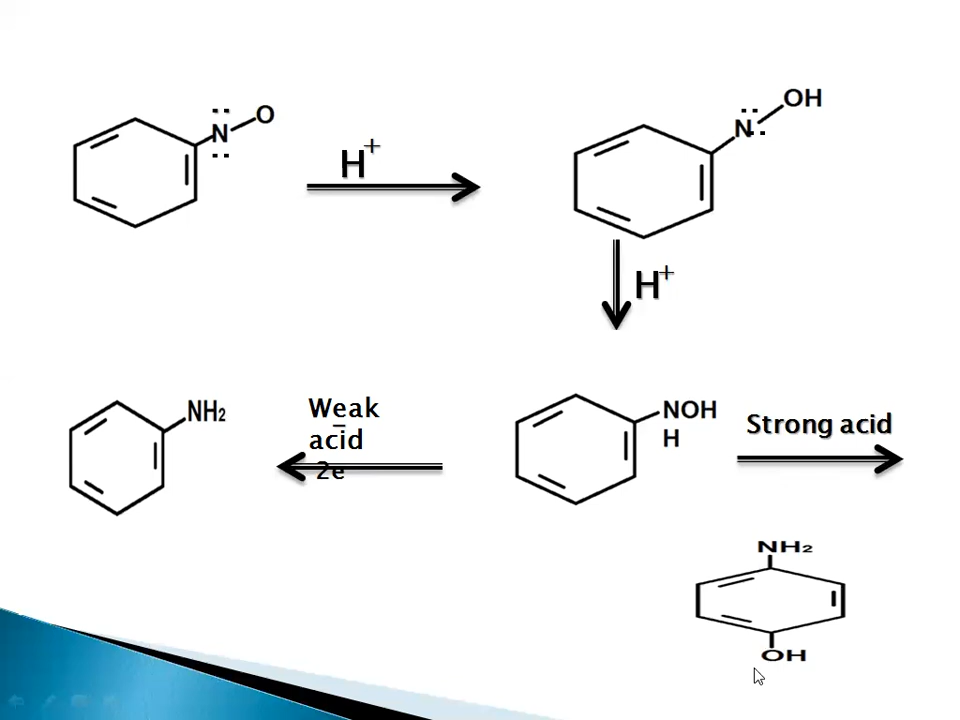 N O
H+
N OH
H+
NH2
Weak
acid
2e–
NOH
H
Strong acid
NH2
OH